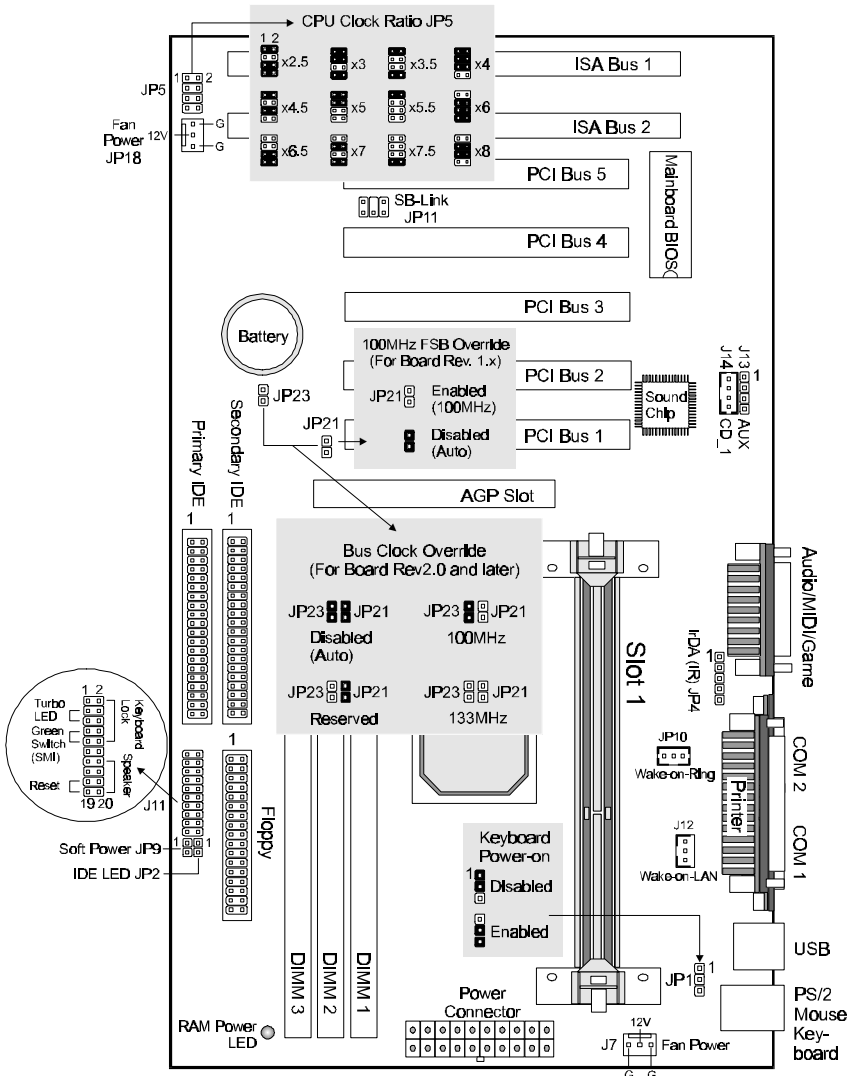 CPU Clock Ratio JP5
1 2
x2.5 x3 x3.5 x4
x4.5 x5 x5.5 x6
x6.5 x7 x7.5 x8
1 2
JP5
Fan
Power
JP18
12V
G
G
ISA Bus 1
ISA Bus 2
PCI Bus 5
SB-Link
JP11
PCI Bus 4
Mainboard BIOS
PCI Bus 3
Battery
100MHz FSB Override
(For Board Rev. 1.x)
JP21 Enabled
(100MHz)
Disabled
(Auto)
PCI Bus 2
PCI Bus 1
JP23
JP21
Sound
Chip
J14
CD_1
J13
1
AUX
Primary IDE
1
Secondary IDE
1
AGP Slot
Bus Clock Override
(For Board Rev2.0 and later)
JP23 JP21
Disabled
(Auto)
JP23 JP21
100MHz
JP23 JP21
Reserved
JP23 JP21
133MHz
Slot 1
Audio/MIDI/Game
IrDA (IR) JP4
1
1 2
Turbo
LED
Green
Switch
(SMI)
Reset
Keyboard
Lock
Speaker
19 20
J11
Soft Power JP9
1
1
IDE LED JP2
1
Floppy
JP10
Wake-on-Ring
J12
Wake-on-LAN
Printer
COM 2
COM 1
Keyboard
Power-on
1
Disabled
Enabled
JP1
1
USB
PS/2
Mouse
Key-
board
DIMM 3
DIMM 2
DIMM 1
RAM Power
LED
Power
Connector
12V
J7
Fan Power
G G